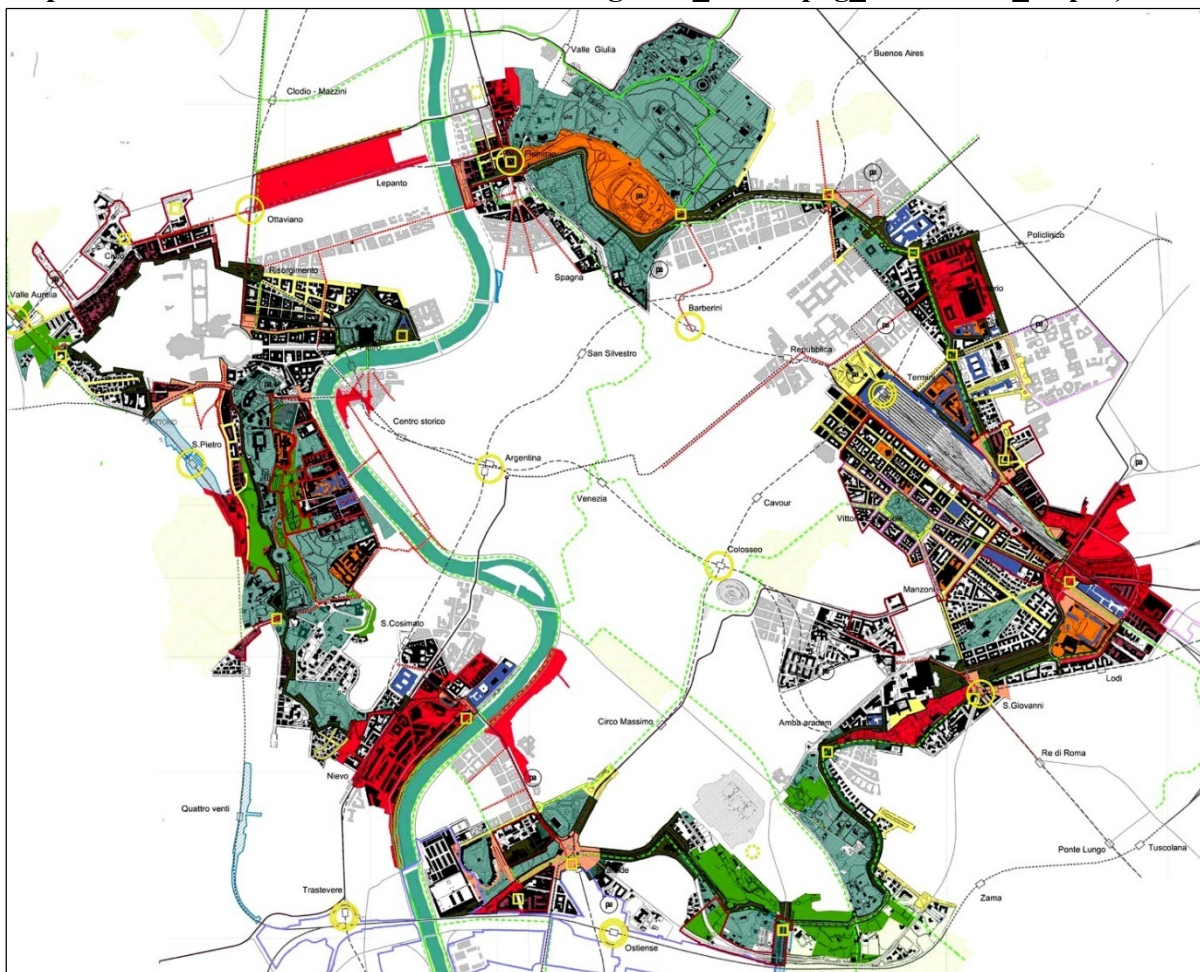 Valle Giulia
Buenos Aires
Clodio - Mazzini
Flaminio
Lepanto
Ottaviano
Policlinico
Risorgimento
Spagna
Valle Aurelia
Barberini
San Silvestro
Repubblica
Termini
Centro storico
S.Pietro
Argentina
Venezia
Cavour
Colosseo
Manzoni
S.Cosimato
Lodi
S.Giovanni
Circo Massimo
Amba aradam
Re di Roma
Nievo
Quattro venti
Ponte Lungo
Tuscolana
Zama
Trastevere
Ostiense